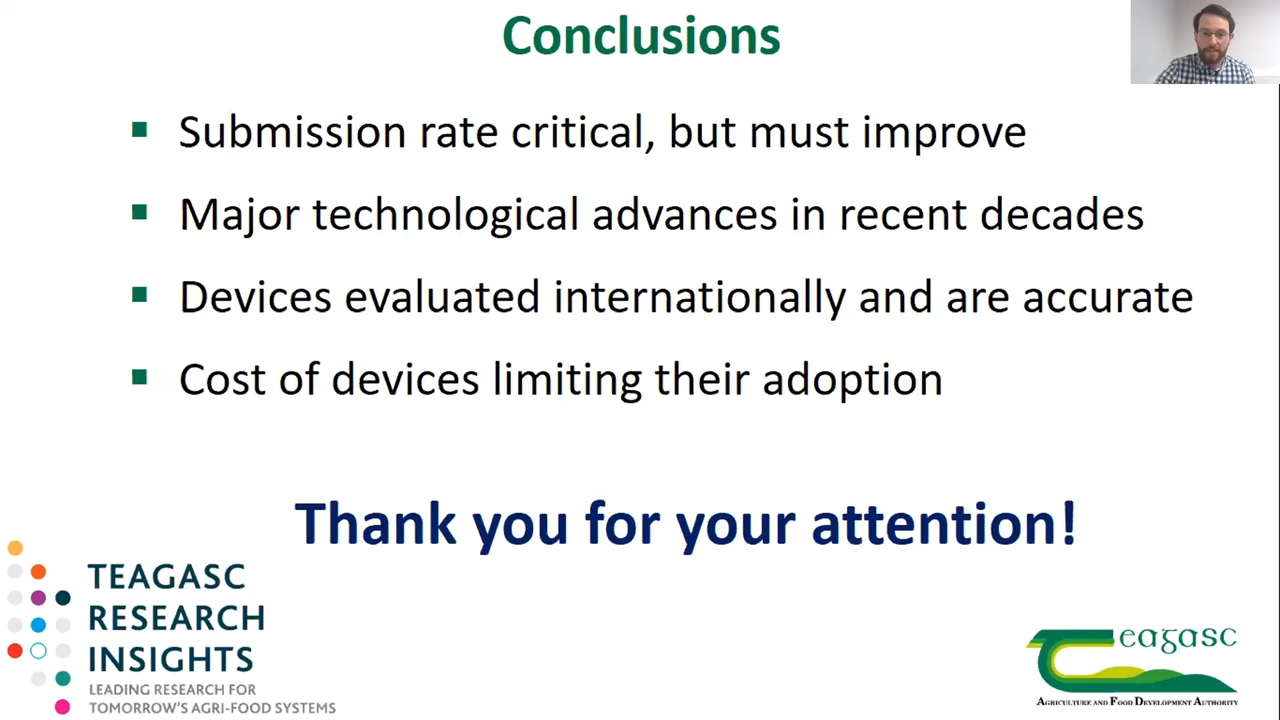 Conclusions
Submission rate critical, but must improve
Major technological advances in recent decades
Devices evaluated internationally and are accurate
Cost of devices limiting their adoption
Thank you for your attention!
TEAGASC
RESEARCH
INSIGHTS
LEADING RESEARCH FOR
TOMORROW'S AGRI-FOOD SYSTEMS
Teagasc
AGRICULTURE AND FOOD DEVELOPMENT AUTHORITY